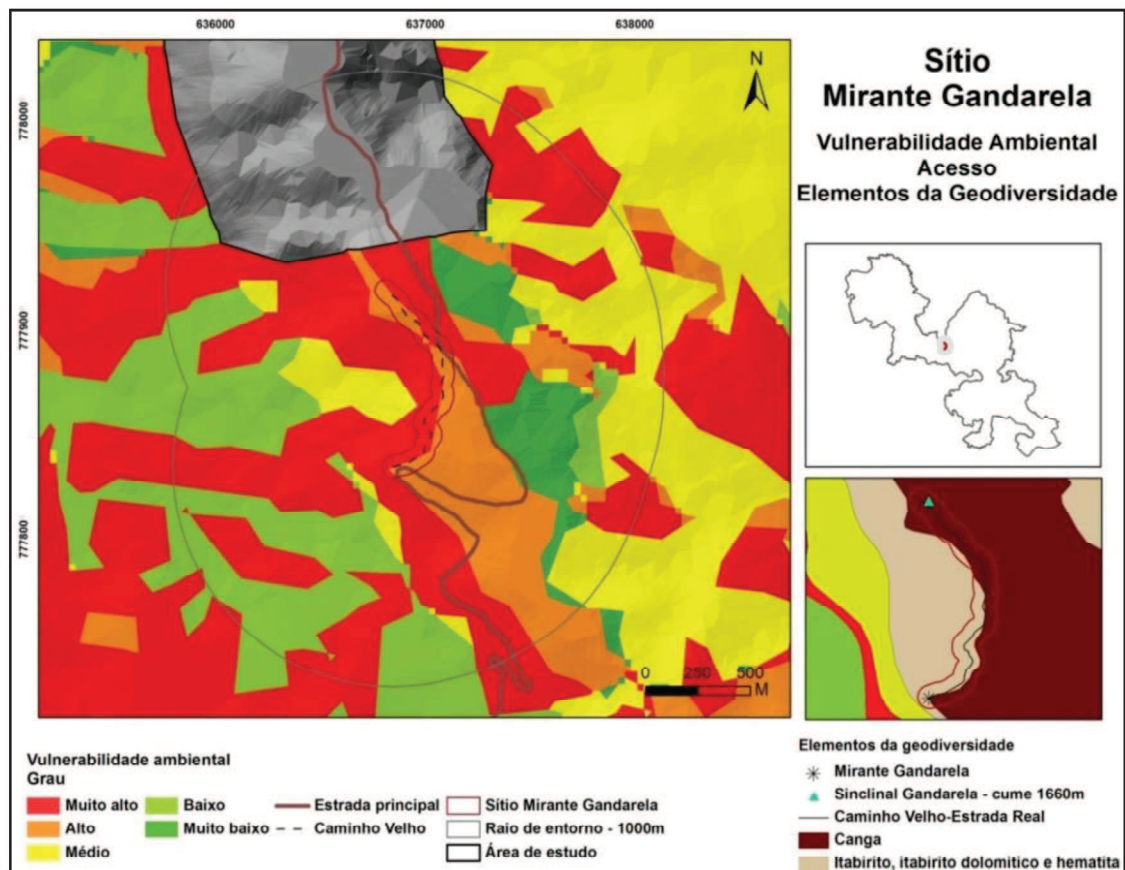 636000 637000 638000
778000
777900
777800
N
0 250 500
M
Sítio
Mirante Gandarela
Vulnerabilidade Ambiental
Acesso
Elementos da Geodiversidade
Vulnerabilidade ambiental
Grau
Muito alto
Alto
Médio
Baixo
Muito baixo
Estrada principal
Caminho Velho
Sítio Mirante Gandarela
Raio de entorno - 1000m
Área de estudo
Elementos da geodiversidade
Mirante Gandarela
Sinclinal Gandarela - cume 1660m
Caminho Velho-Estrada Real
Canga
Itabirito, itabirito dolomitico e hematita